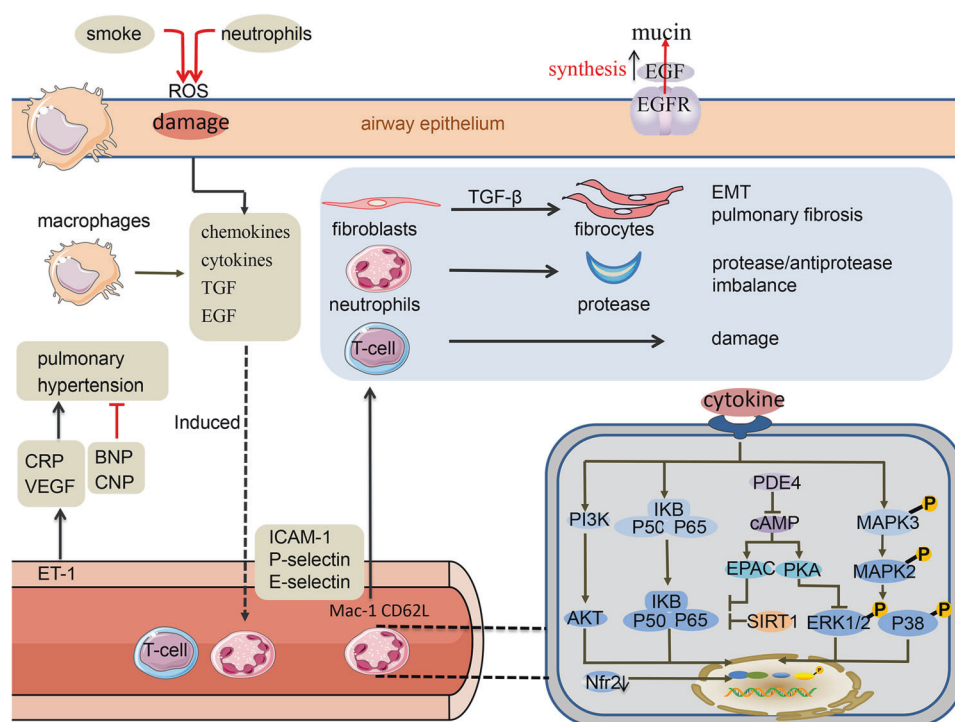 smoke
neutrophils
ROS
damage
airway epithelium
mucin
synthesis
EGF
EGFR
macrophages
chemokines
cytokines
TGF
EGF
fibroblasts
TGF-β
fibrocytes
EMT
pulmonary fibrosis
neutrophils
protease
protease/antiprotease
imbalance
T-cell
damage
pulmonary
hypertension
Induced
CRP
VEGF
BNP
CNP
ET-1
ICAM-1
P-selectin
E-selectin
Mac-1 CD62L
T-cell
cytokine
PI3K
IKB
P50 P65
PDE4
cAMP
MAPK3
P
EPAC
PKA
MAPK2
P
AKT
IKB
P50 P65
SIRT1
ERK1/2
P
P38
P
Nfr2
P